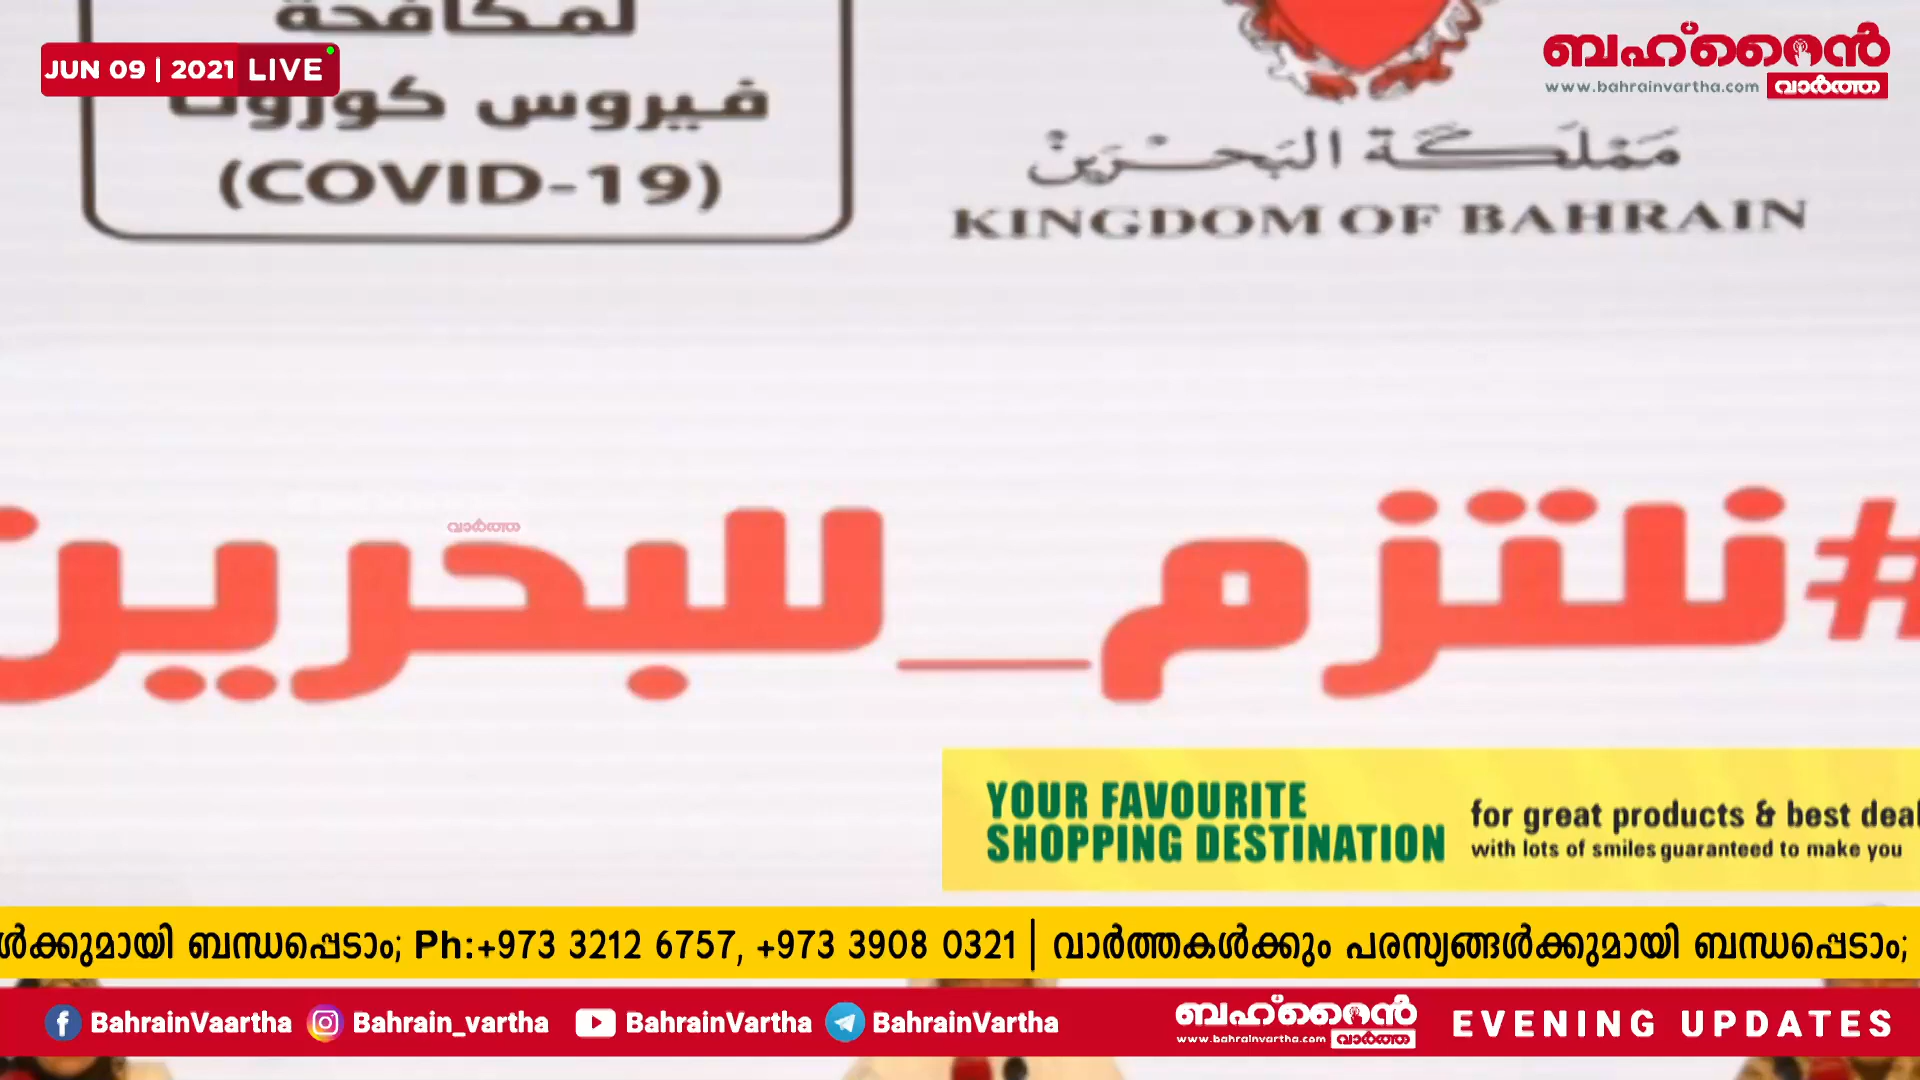 لمكافحة
فيروس كورونا
(COVID-19)
JUN 09 | 2021 LIVE
ബഹ്റൈൻ
www.bahrainvartha.com വാർത്ത
مملكة البحرين
KINGDOM OF BAHRAIN
#نلتزم_للبحرين
വാർത്ത
YOUR FAVOURITE
SHOPPING DESTINATION
for great products & best deal
with lots of smiles guaranteed to make you
ൾക്കുമായി ബന്ധപ്പെടാം; Ph:+973 3212 6757, +973 3908 0321 | വാർത്തകൾക്കും പരസ്യങ്ങൾക്കുമായി ബന്ധപ്പെടാം;
BahrainVaartha Bahrain_vartha BahrainVartha BahrainVartha
ബഹ്റൈൻ
www.bahrainvartha.com വാർത്ത
EVENING UPDATES